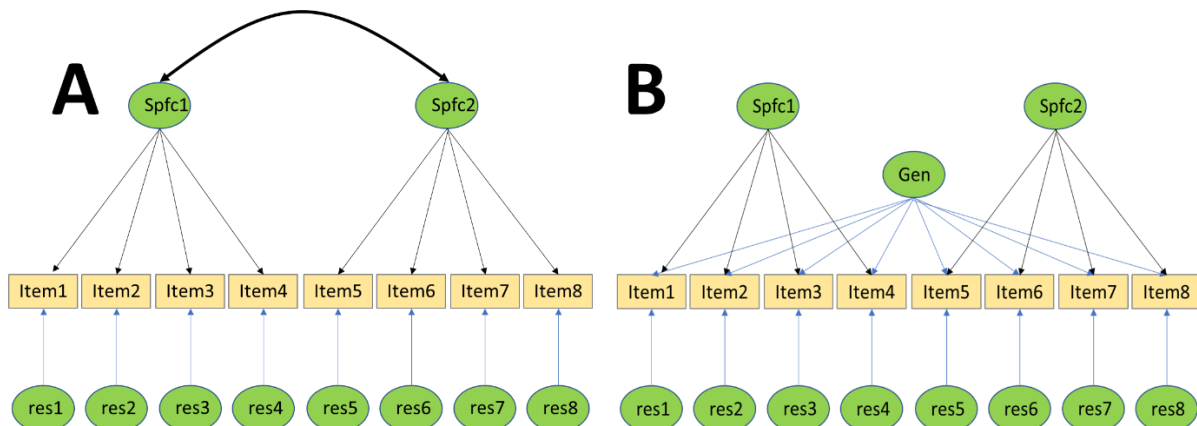 A
Spfc1
Spfc2
Item1 Item2 Item3 Item4 Item5 Item6 Item7 Item8
res1 res2 res3 res4 res5 res6 res7 res8
B
Spfc1
Spfc2
Gen
Item1 Item2 Item3 Item4 Item5 Item6 Item7 Item8
res1 res2 res3 res4 res5 res6 res7 res8